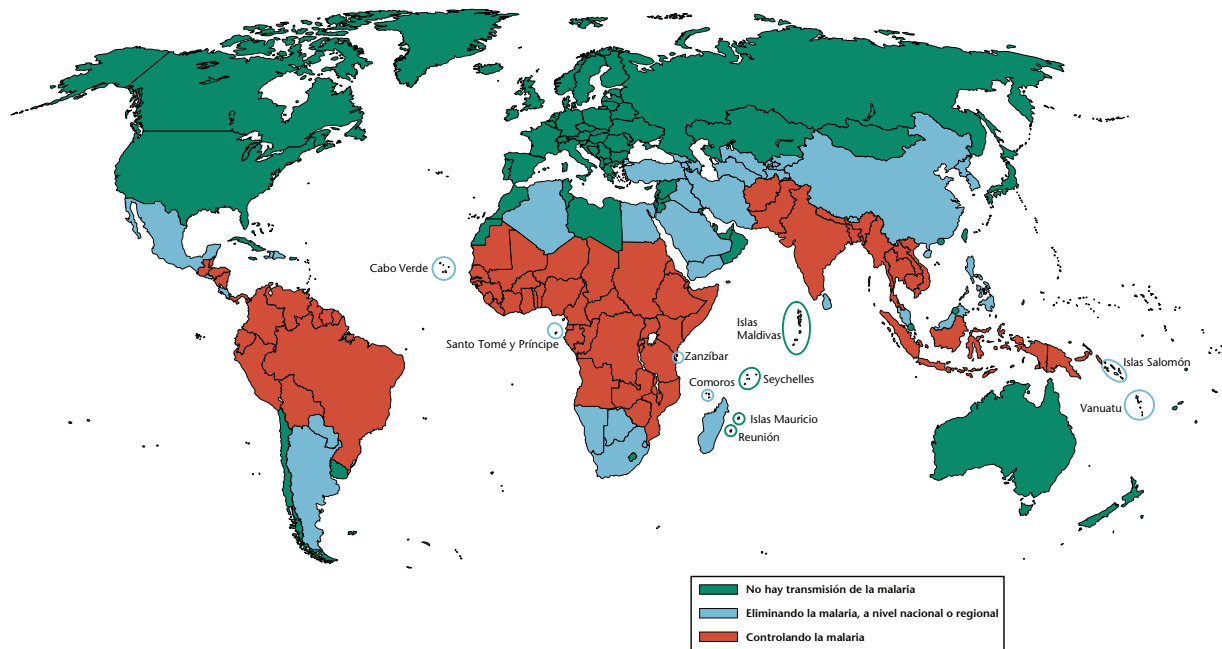 Cabo Verde
Santo Tomé y Príncipe
Islas
Maldivas
Zanzíbar
Comoros
Seychelles
Islas Mauricio
Reunión
Islas Salomón
Vanuatu
No hay transmisión de la malaria
Eliminando la malaria, a nivel nacional o regional
Controlando la malaria